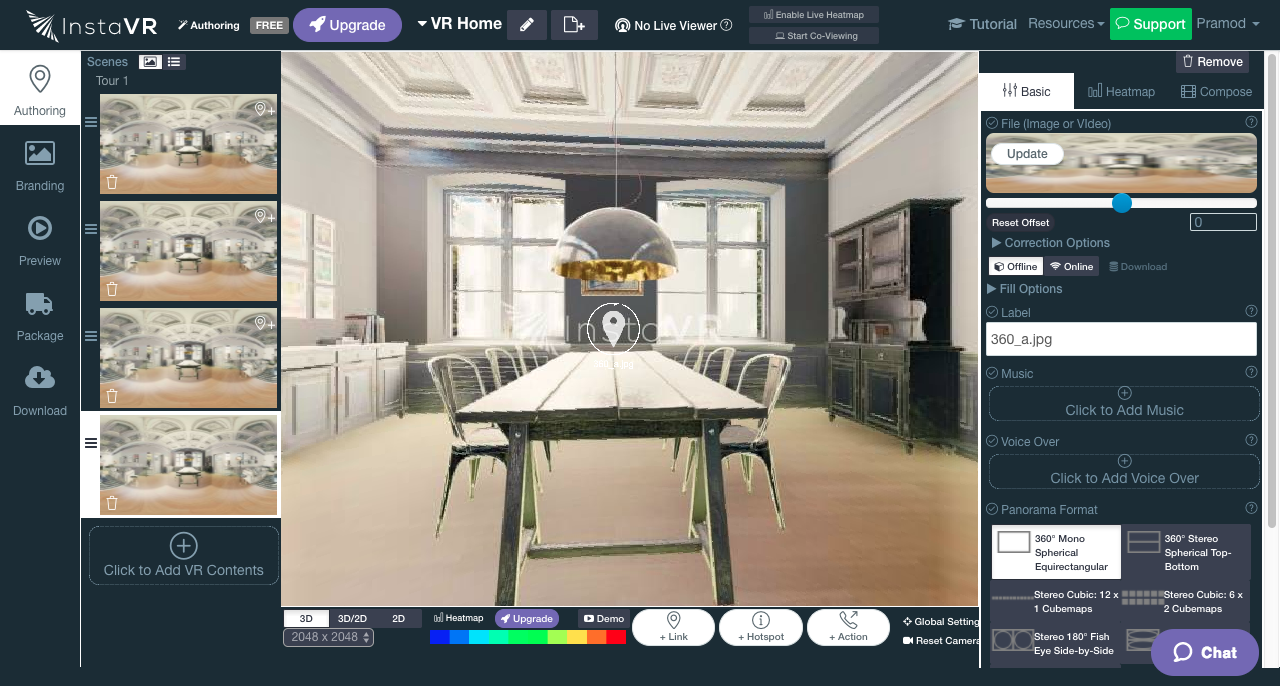 InstaVR
Authoring
FREE
Upgrade
VR Home
No Live Viewer
Enable Live Heatmap
Start Co-Viewing
Tutorial
Resources
Support
Pramod
Authoring
Branding
Preview
Package
Download
Scenes
Tour 1
Click to Add VR Contents
InstaVR
360_a.jpg
3D
3D/2D
2D
2048 x 2048
Heatmap
Upgrade
Demo
+ Link
+ Hotspot
+ Action
Global Setting
Reset Camera
Remove
Basic
Heatmap
Compose
File (Image or VIdeo)
Update
Reset Offset
0
Correction Options
Offline
Online
Download
Fill Options
Label
360_a.jpg
Music
Click to Add Music
Voice Over
Click to Add Voice Over
Panorama Format
360° Mono
Spherical
Equirectangular
360° Stereo
Spherical Top-
Bottom
Stereo Cubic: 12 x
1 Cubemaps
Stereo Cubic: 6 x
2 Cubemaps
Stereo 180° Fish
Eye Side-by-Side
Chat